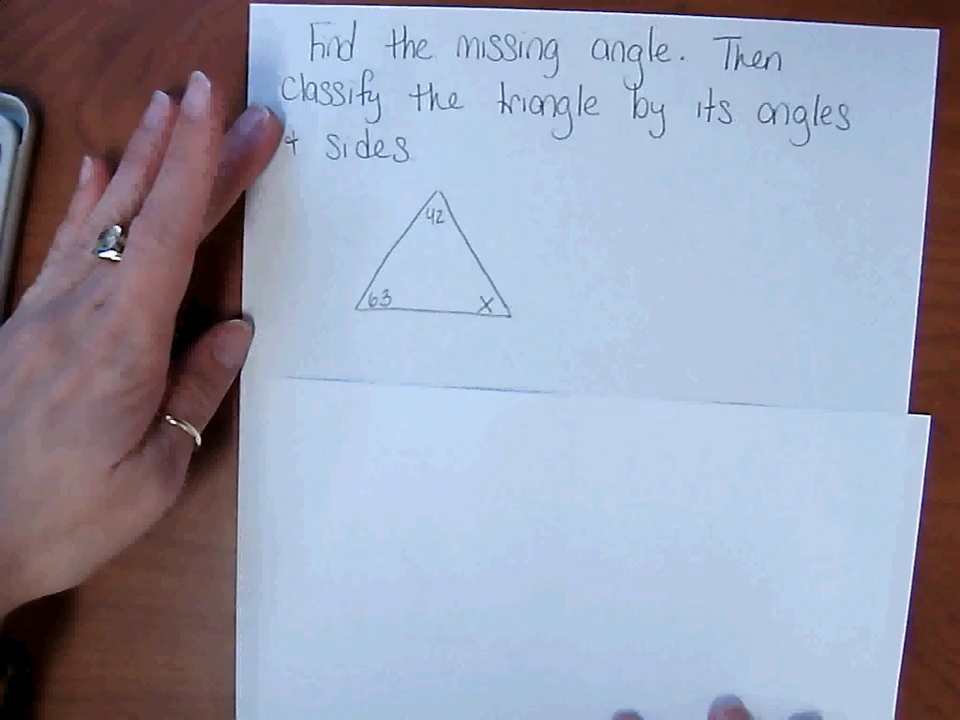 Find the missing angle. Then
classify the triangle by its angles
+ sides
42
63 x